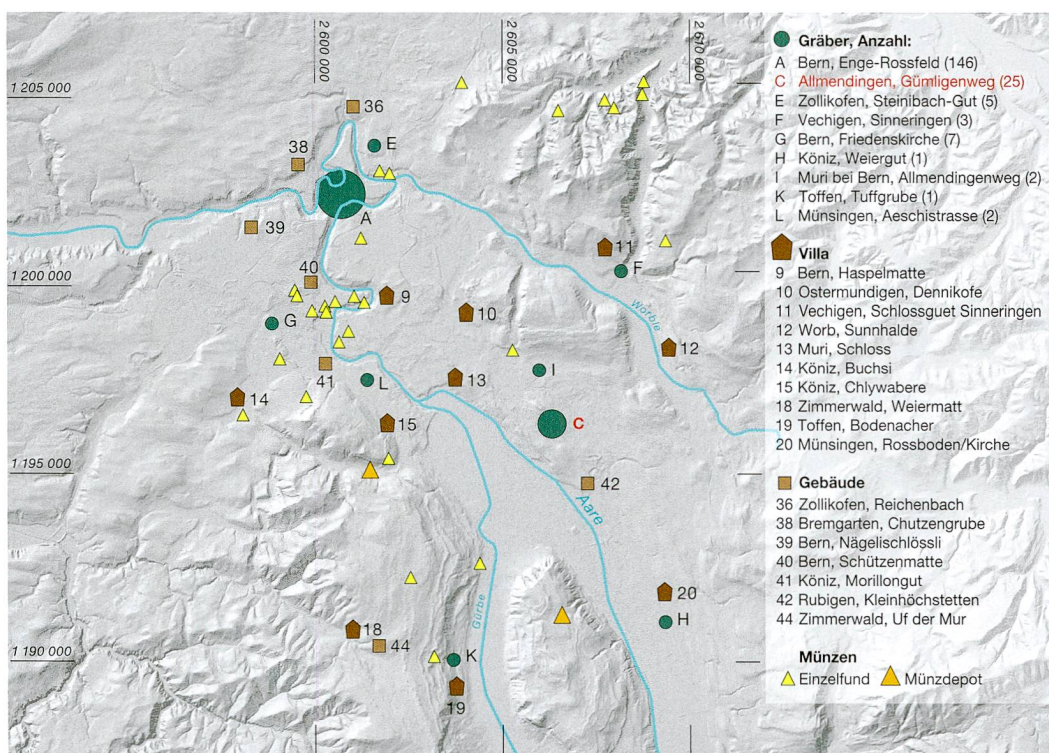 2 600 000
2 605 000
2 610 000
1 205 000
36
E
38
A
39
11
F
40
9
10
1 200 000
G
Worble
12
I
41
L
13
14
15
C
1 195 000
42
Aare
Gürbe
20
H
18
44
K
1 190 000
19
Gräber, Anzahl:
A Bern, Enge-Rossfeld (146)
C Allmendingen, Gümligenweg (25)
E Zollikofen, Steinibach-Gut (5)
F Vechigen, Sinneringen (3)
G Bern, Friedenskirche (7)
H Köniz, Weiergut (1)
I Muri bei Bern, Allmendingenweg (2)
K Toffen, Tuffgrube (1)
L Münsingen, Aeschistrasse (2)
Villa
9 Bern, Haspelmatte
10 Ostermundigen, Dennikofe
11 Vechigen, Schlossguet Sinneringen
12 Worb, Sunnhalde
13 Muri, Schloss
14 Köniz, Buchsi
15 Köniz, Chlywabere
18 Zimmerwald, Weiermatt
19 Toffen, Bodenacher
20 Münsingen, Rossboden/Kirche
Gebäude
36 Zollikofen, Reichenbach
38 Bremgarten, Chutzengrube
39 Bern, Nägelischlössli
40 Bern, Schützenmatte
41 Köniz, Morillongut
42 Rubigen, Kleinhöchstetten
44 Zimmerwald, Uf der Mur
Münzen
Einzelfund Münzdepot